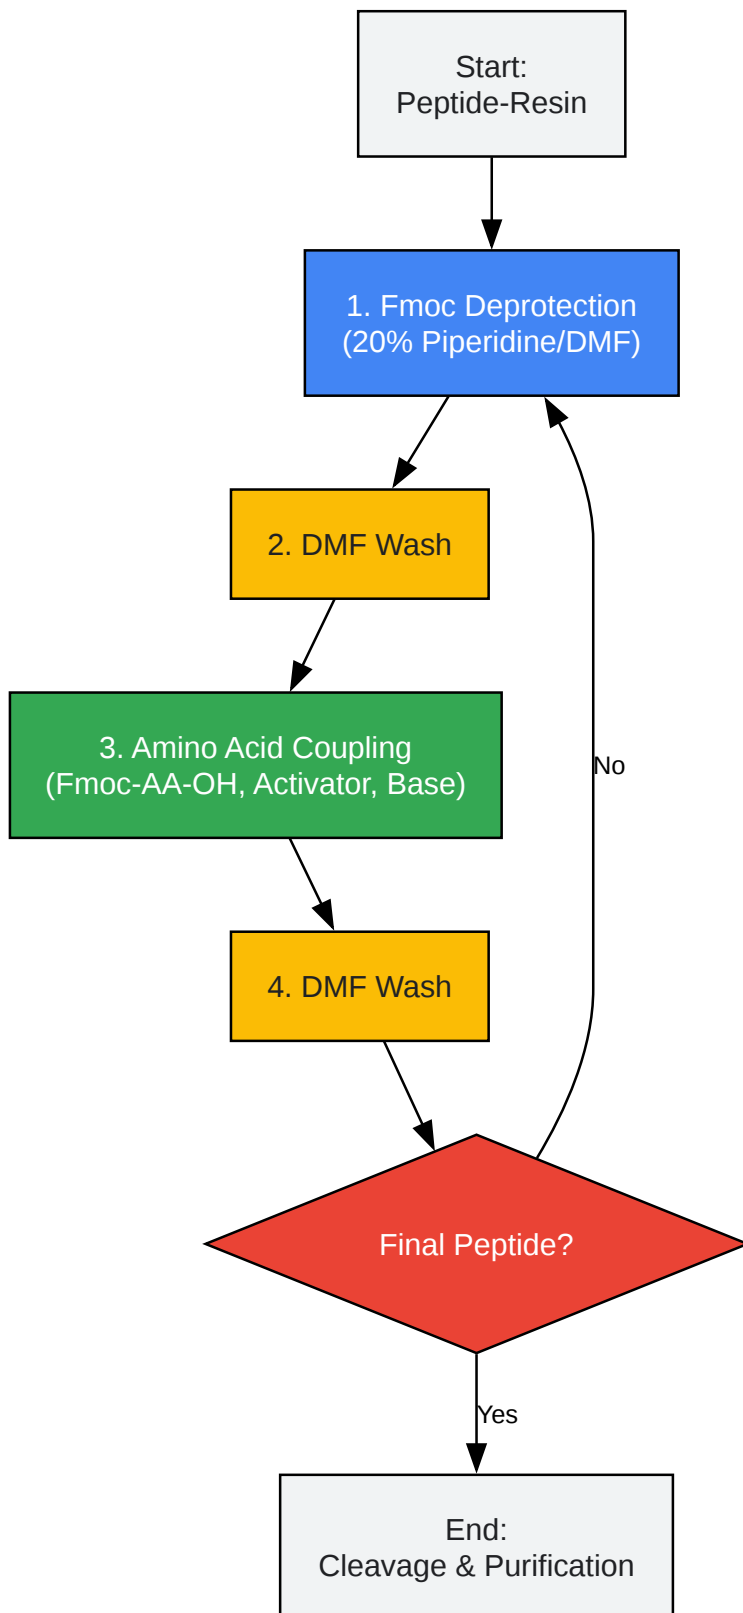 Start:
Peptide-Resin
1. Fmoc Deprotection
(20% Piperidine/DMF)
2. DMF Wash
3. Amino Acid Coupling
(Fmoc-AA-OH, Activator, Base)
No
4. DMF Wash
Final Peptide?
Yes
End:
Cleavage & Purification